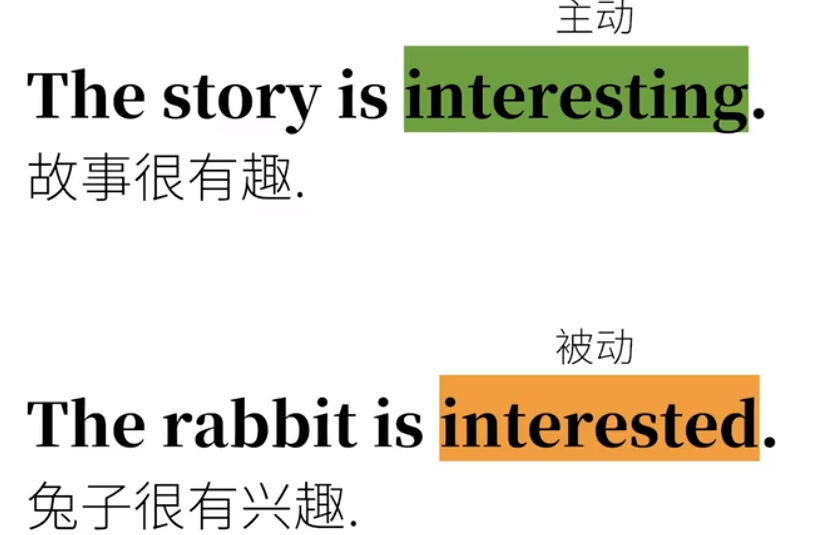 主动
The story is interesting.
故事很有趣.
被动
The rabbit is interested.
兔子很有兴趣.